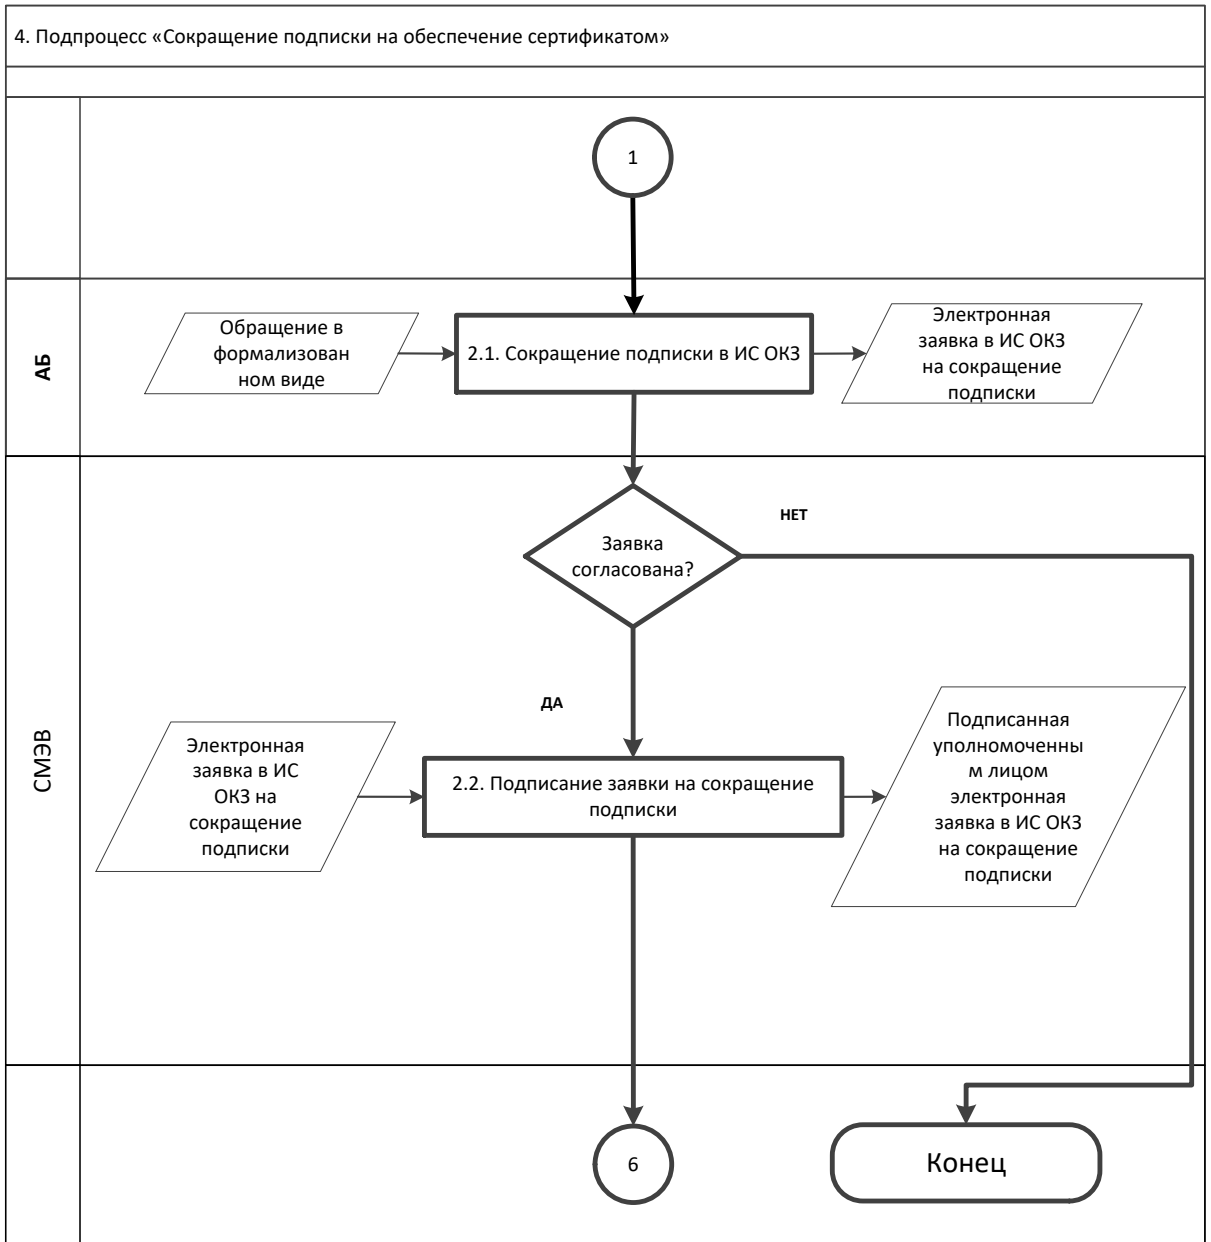 4. Подпроцесс «Сокращение подписки на обеспечение сертификатом»
1
АБ
Обращение в
формализован
ном виде
2.1. Сокращение подписки в ИС ОКЗ
Электронная
заявка в ИС ОКЗ
на сокращение
подписки
СМЭВ
Заявка
согласована?
НЕТ
ДА
Электронная
заявка в ИС
ОКЗ на
сокращение
подписки
2.2. Подписание заявки на сокращение
подписки
Подписанная
уполномоченны
м лицом
электронная
заявка в ИС ОКЗ
на сокращение
подписки
6
Конец